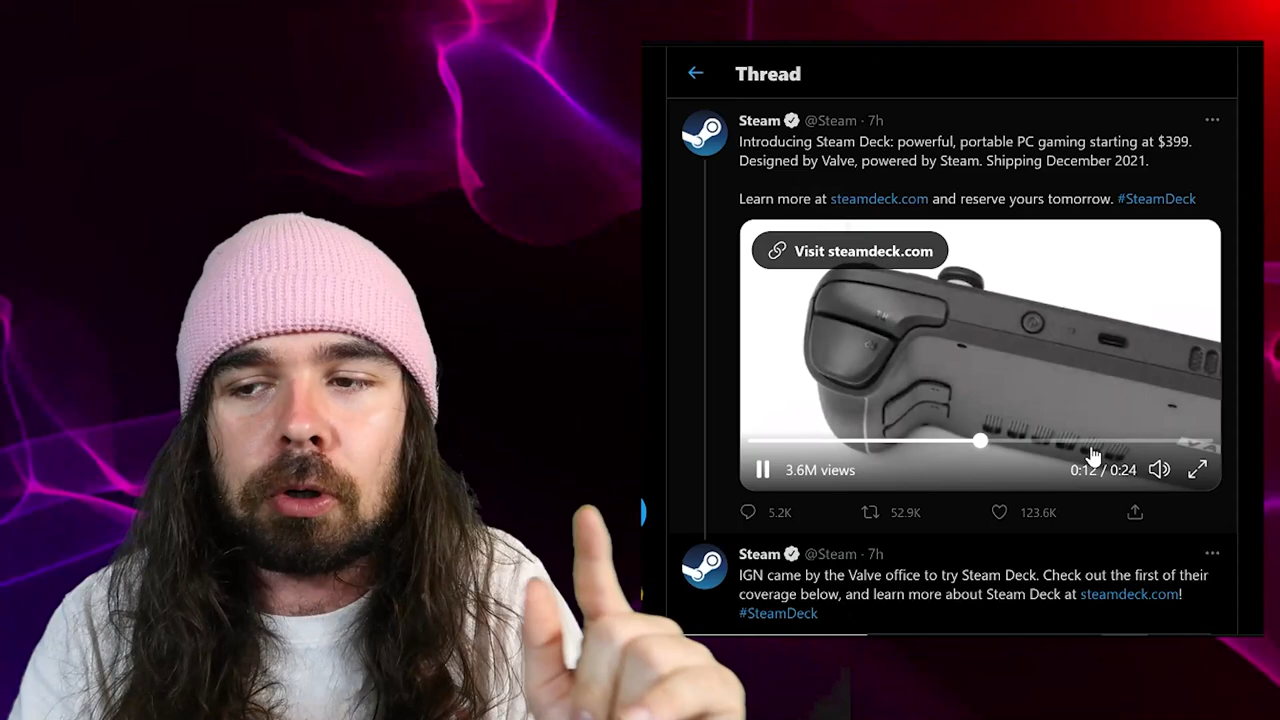 Thread
Steam @Steam · 7h
Introducing Steam Deck: powerful, portable PC gaming starting at $399.
Designed by Valve, powered by Steam. Shipping December 2021.
Learn more at steamdeck.com and reserve yours tomorrow. #SteamDeck
Visit steamdeck.com
3.6M views
0:12 / 0:24
5.2K
52.9K
123.6K
Steam @Steam · 7h
IGN came by the Valve office to try Steam Deck. Check out the first of their
coverage below, and learn more about Steam Deck at steamdeck.com!
#SteamDeck